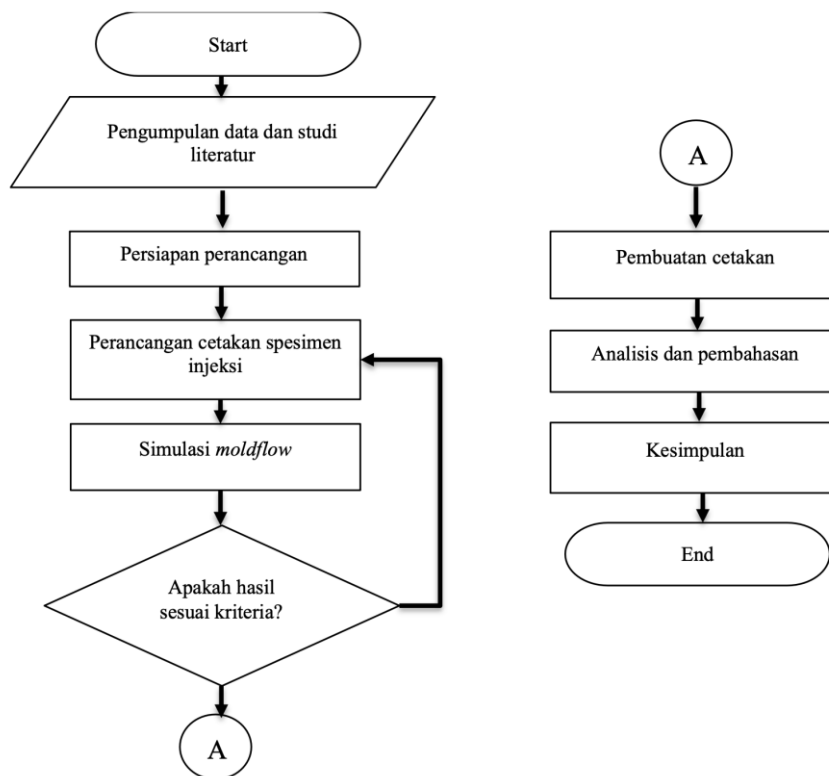 Start
Pengumpulan data dan studi
literatur
Persiapan perancangan
Perancangan cetakan spesimen
injeksi
Simulasi moldflow
Apakah hasil
sesuai kriteria?
A
A
Pembuatan cetakan
Analisis dan pembahasan
Kesimpulan
End